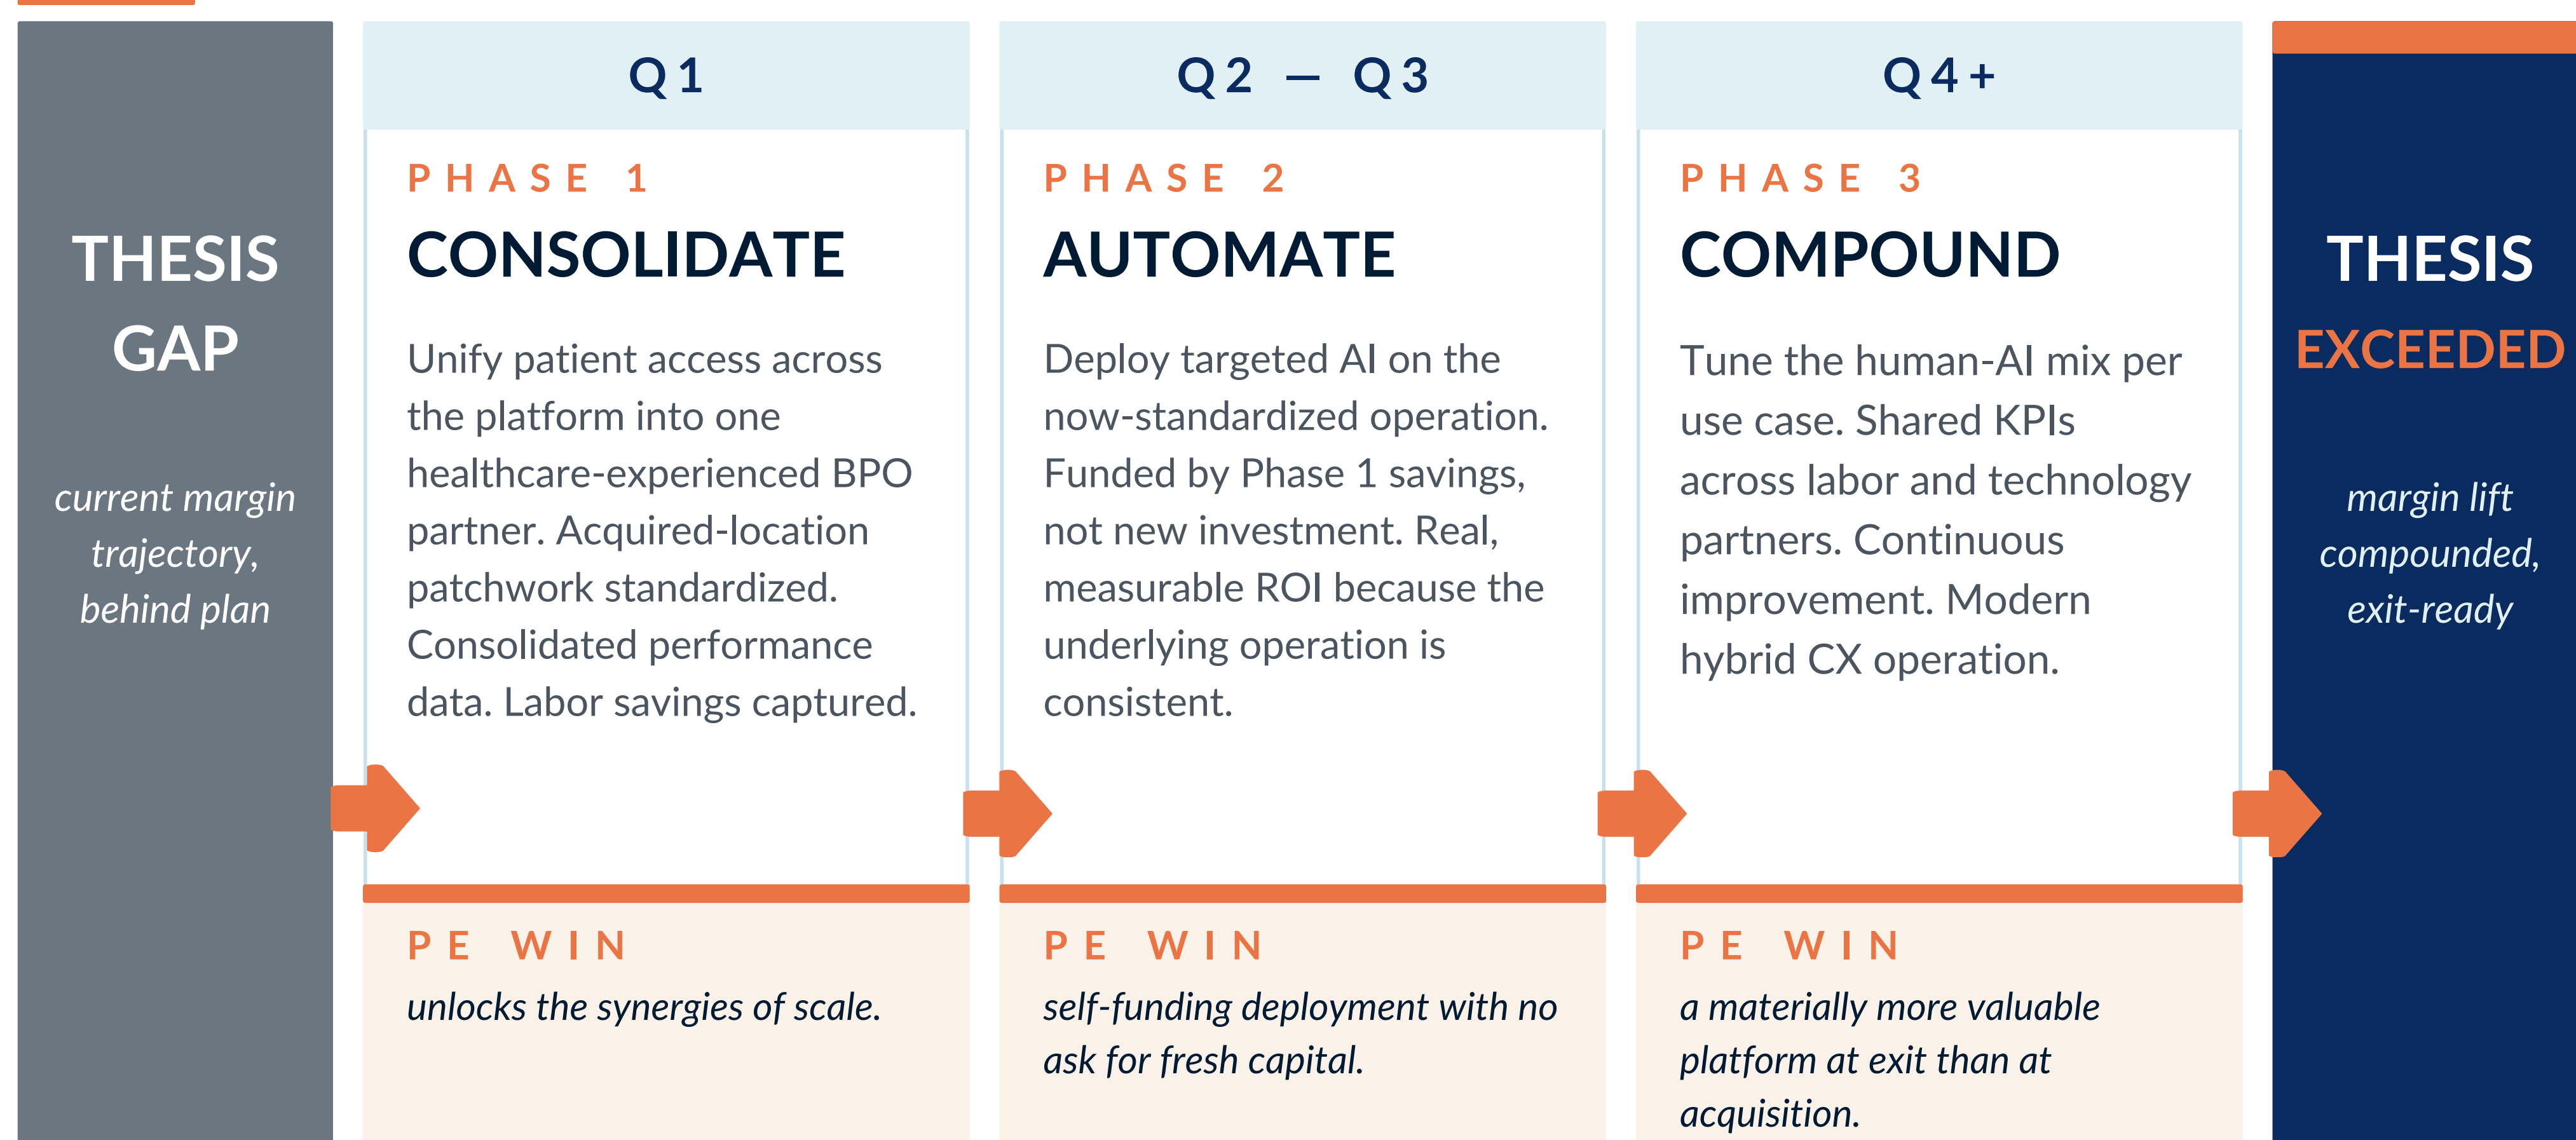 THESIS
GAP
current margin
trajectory,
behind plan
Q1
PHASE 1
CONSOLIDATE
Unify patient access across
the platform into one
healthcare-experienced BPO
partner. Acquired-location
patchwork standardized.
Consolidated performance
data. Labor savings captured.
PE WIN
unlocks the synergies of scale.
Q2 — Q3
PHASE 2
AUTOMATE
Deploy targeted AI on the
now-standardized operation.
Funded by Phase 1 savings,
not new investment. Real,
measurable ROI because the
underlying operation is
consistent.
PE WIN
self-funding deployment with no
ask for fresh capital.
Q4+
PHASE 3
COMPOUND
Tune the human-AI mix per
use case. Shared KPIs
across labor and technology
partners. Continuous
improvement. Modern
hybrid CX operation.
PE WIN
a materially more valuable
platform at exit than at
acquisition.
THESIS
EXCEEDED
margin lift
compounded,
exit-ready